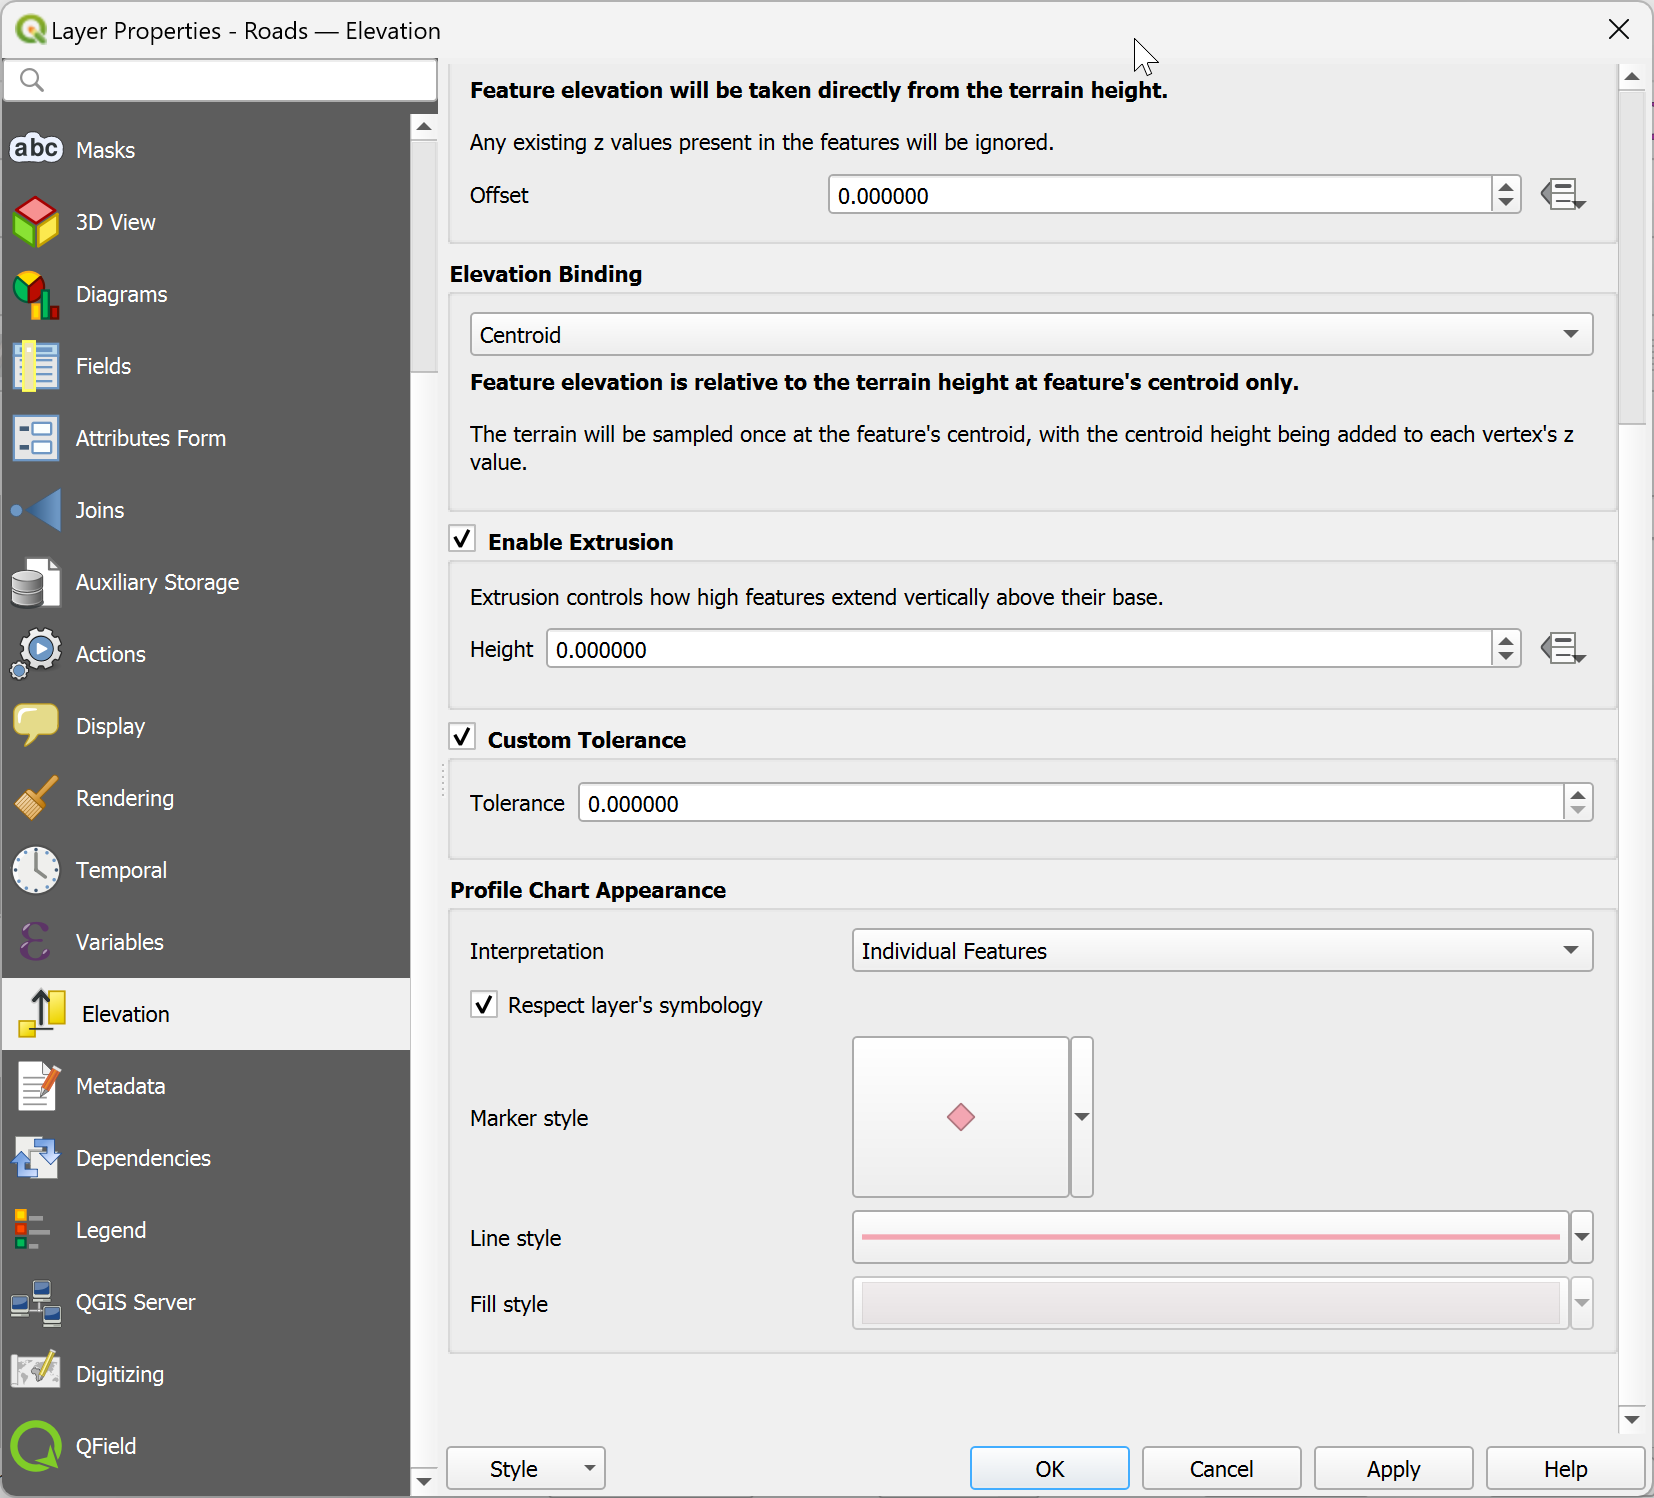 Layer Properties - Roads — Elevation
abc Masks
3D View
Diagrams
Fields
Attributes Form
Joins
Auxiliary Storage
Actions
Display
Rendering
Temporal
Variables
Elevation
Metadata
Dependencies
Legend
QGIS Server
Digitizing
QField
Feature elevation will be taken directly from the terrain height.
Any existing z values present in the features will be ignored.
Offset 0.000000
Elevation Binding
Centroid
Feature elevation is relative to the terrain height at feature's centroid only.
The terrain will be sampled once at the feature's centroid, with the centroid height being added to each vertex's z
value.
Enable Extrusion
Extrusion controls how high features extend vertically above their base.
Height 0.000000
Custom Tolerance
Tolerance 0.000000
Profile Chart Appearance
Interpretation Individual Features
Respect layer's symbology
Marker style
Line style
Fill style
Style OK Cancel Apply Help